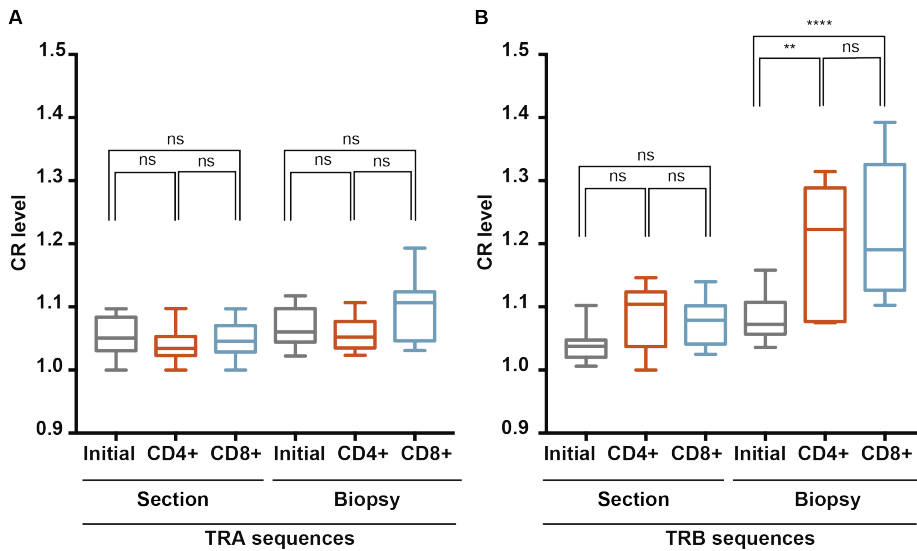 A
CR level
1.5
1.4
1.3
1.2
1.1
1.0
0.9
ns
ns ns
ns
ns ns
Initial CD4+ CD8+ Initial CD4+ CD8+
Section Biopsy
TRA sequences
B
CR level
1.5
1.4
1.3
1.2
1.1
1.0
0.9
ns
ns ns
****
** ns
Initial CD4+ CD8+ Initial CD4+ CD8+
Section Biopsy
TRB sequences